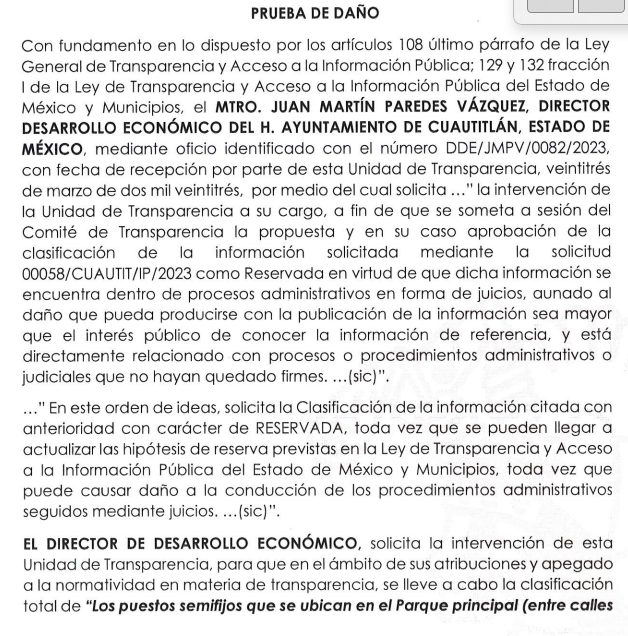 PRUEBA DE DAÑO
Con fundamento en lo dispuesto por los artículos 108 último párrafo de la Ley
General de Transparencia y Acceso a la Información Pública; 129 y 132 fracción
I de la Ley de Transparencia y Acceso a la Información Pública del Estado de
México y Municipios, el MTRO. JUAN MARTÍN PAREDES VÁZQUEZ, DIRECTOR
DESARROLLO ECONÓMICO DEL H. AYUNTAMIENTO DE CUAUTITLÁN, ESTADO DE
MÉXICO, mediante oficio identificado con el número DDE/JMPV/0082/2023,
con fecha de recepción por parte de esta Unidad de Transparencia, veintitrés
de marzo de dos mil veintitrés, por medio del cual solicita …" la intervención de
la Unidad de Transparencia a su cargo, a fin de que se someta a sesión del
Comité de Transparencia la propuesta y en su caso aprobación de la
clasificación de la información solicitada mediante la solicitud
00058/CUAUTIT/IP/2023 como Reservada en virtud de que dicha información se
encuentra dentro de procesos administrativos en forma de juicios, aunado al
daño que pueda producirse con la publicación de la información sea mayor
que el interés público de conocer la información de referencia, y está
directamente relacionado con procesos o procedimientos administrativos o
judiciales que no hayan quedado firmes. …(sic)".
…" En este orden de ideas, solicita la Clasificación de la información citada con
anterioridad con carácter de RESERVADA, toda vez que se pueden llegar a
actualizar las hipótesis de reserva previstas en la Ley de Transparencia y Acceso
a la Información Pública del Estado de México y Municipios, toda vez que
puede causar daño a la conducción de los procedimientos administrativos
seguidos mediante juicios. …(sic)".
EL DIRECTOR DE DESARROLLO ECONÓMICO, solicita la intervención de esta
Unidad de Transparencia, para que en el ámbito de sus atribuciones y apegado
a la normatividad en materia de transparencia, se lleve a cabo la clasificación
total de "Los puestos semifijos que se ubican en el Parque principal (entre calles